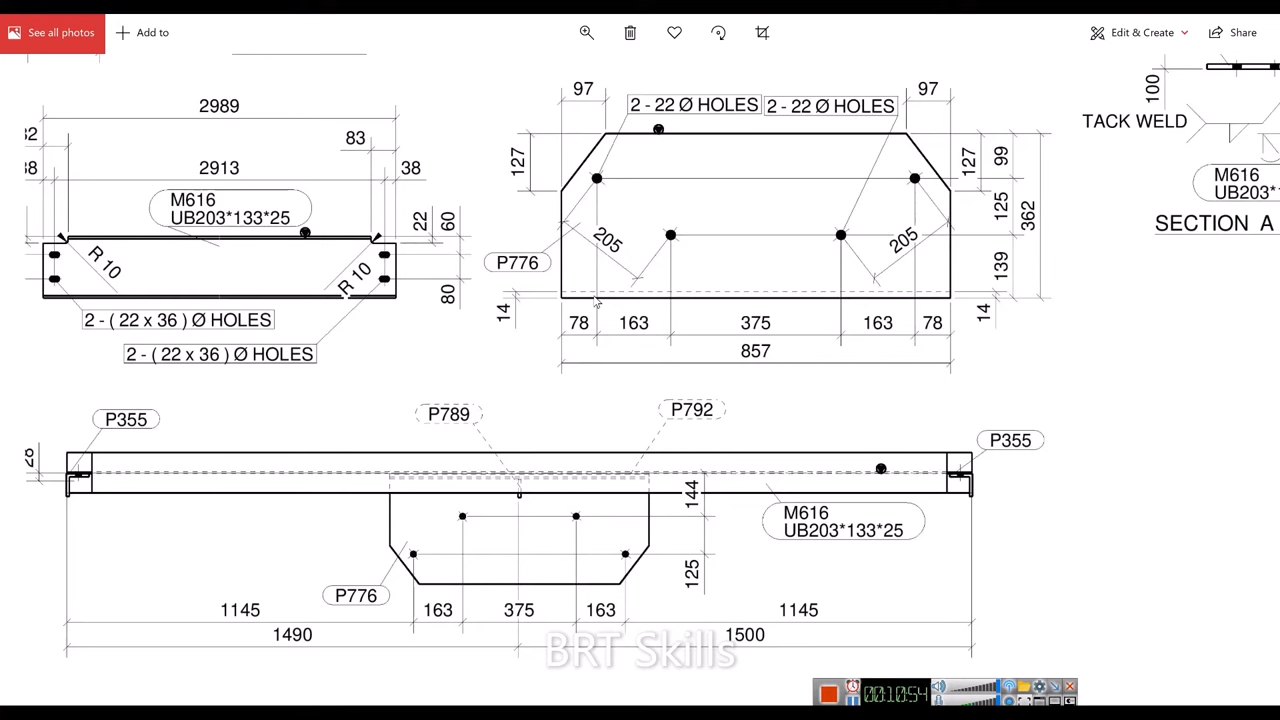 See all photos
Add to
Edit & Create
Share
2989
83
2913
38
M616
UB203*133*25
R 10
R 10
22
60
80
2 - ( 22 x 36 ) Ø HOLES
2 - ( 22 x 36 ) Ø HOLES
97
97
2 - 22 Ø HOLES
2 - 22 Ø HOLES
127
127
99
125
362
139
205
205
P776
14
14
78
163
375
163
78
857
100
TACK WELD
M616
SECTION A
P355
P789
P792
P355
144
M616
UB203*133*25
125
P776
1145
163
375
163
1145
1490
1500
BRT Skills
00:10:54